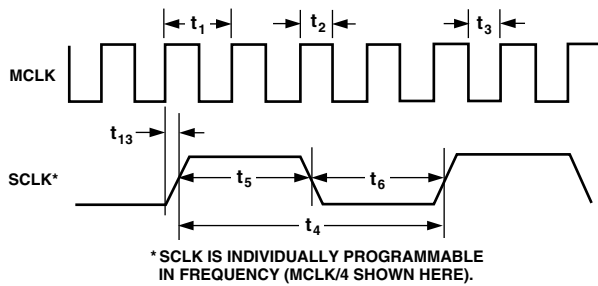 t1 t2 t3
MCLK
t13
SCLK*
t5 t6
t4
* SCLK IS INDIVIDUALLY PROGRAMMABLE
IN FREQUENCY (MCLK/4 SHOWN HERE).